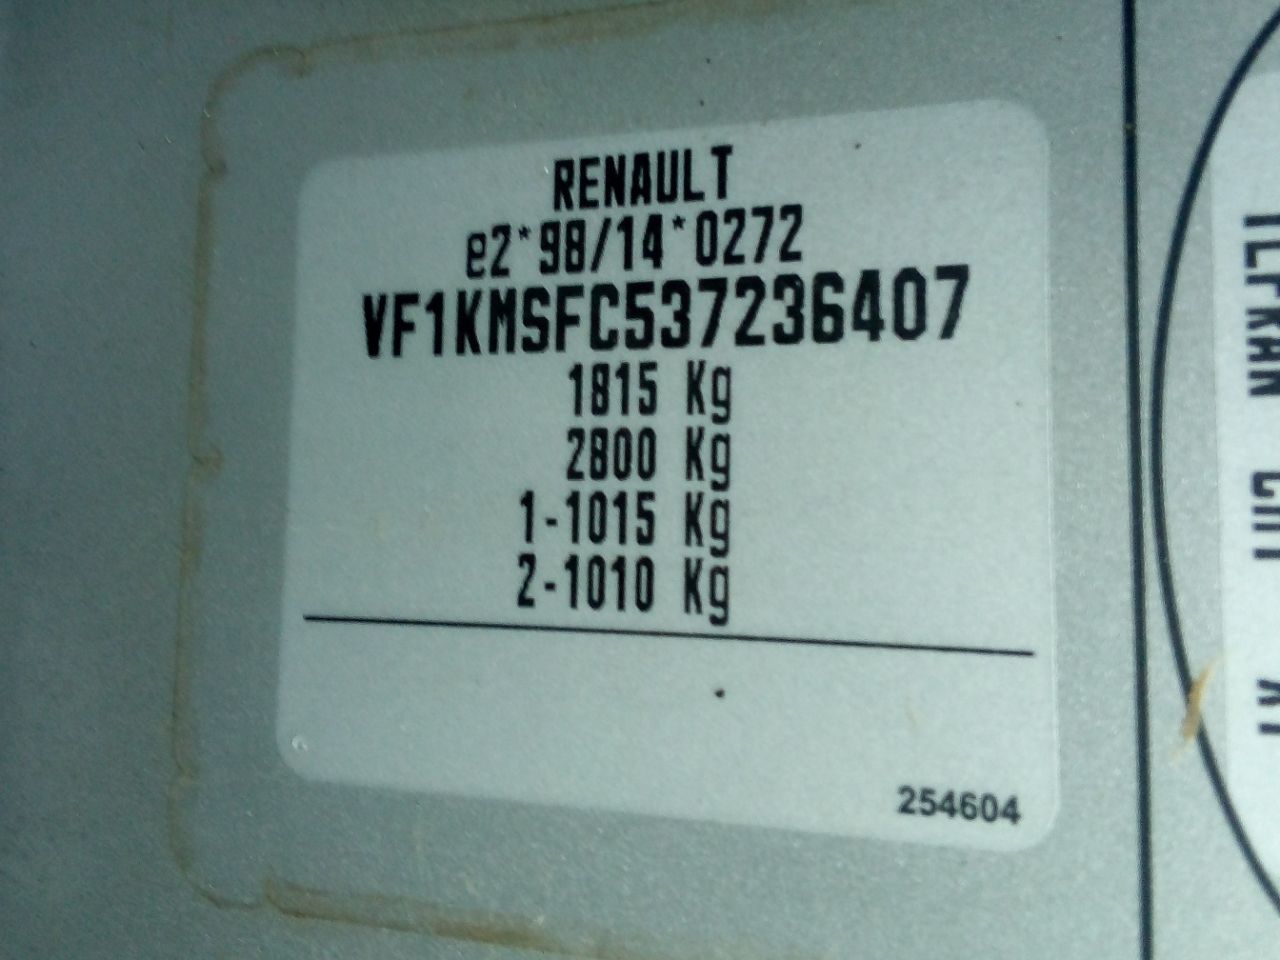 RENAULT
e2*98/14*0272
VF1KMSFC537236407
1815 Kg
2800 Kg
1-1015 Kg
2-1010 Kg
254604